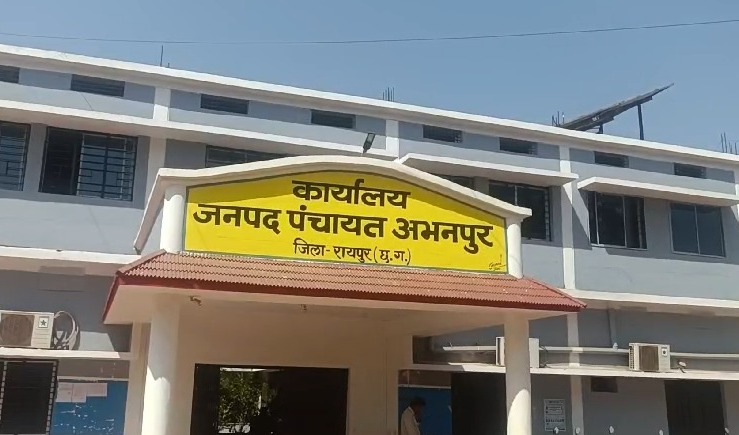 कार्यालय
जनपद पंचायत अभनपुर
जिला-रायपुर(छ.ग.)